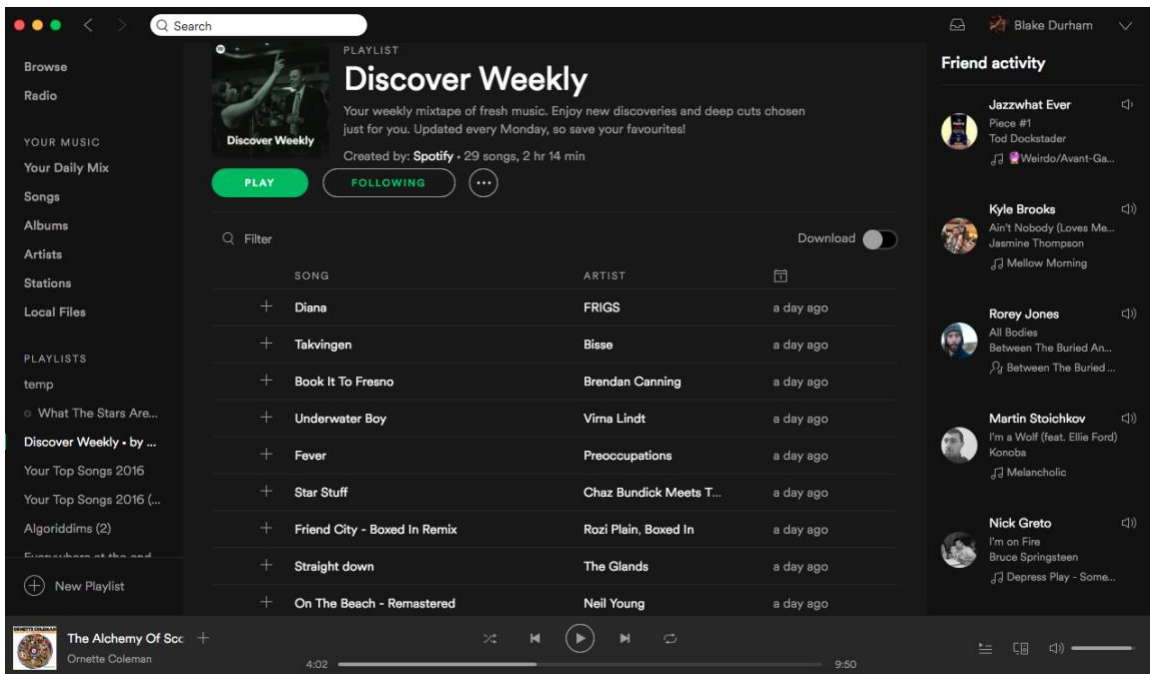 Search
Blake Durham
Browse
Radio
YOUR MUSIC
Your Daily Mix
Songs
Albums
Artists
Stations
Local Files
PLAYLISTS
temp
What The Stars Are...
Discover Weekly • by ...
Your Top Songs 2016
Your Top Songs 2016 (...
Algoriddims (2)
New Playlist
Discover Weekly
PLAYLIST
Discover Weekly
Your weekly mixtape of fresh music. Enjoy new discoveries and deep cuts chosen
just for you. Updated every Monday, so save your favourites!
Created by: Spotify • 29 songs, 2 hr 14 min
PLAY FOLLOWING
Filter Download
SONG ARTIST
Diana FRIGS a day ago
Takvingen Bisse a day ago
Book It To Fresno Brendan Canning a day ago
Underwater Boy Virna Lindt a day ago
Fever Preoccupations a day ago
Star Stuff Chaz Bundick Meets T... a day ago
Friend City - Boxed In Remix Rozi Plain, Boxed In a day ago
Straight down The Glands a day ago
On The Beach - Remastered Neil Young a day ago
Friend activity
Jazzwhat Ever
Piece #1
Tod Dockstader
Weirdo/Avant-Ga...
Kyle Brooks
Ain't Nobody (Loves Me...
Jasmine Thompson
Mellow Morning
Rorey Jones
All Bodies
Between The Buried An...
Between The Buried ...
Martin Stoichkov
I'm a Wolf (feat. Ellie Ford)
Konoba
Melancholic
Nick Greto
I'm on Fire
Bruce Springsteen
Depress Play - Some...
ORNETTE COLEMAN
The Alchemy Of Sco
Ornette Coleman
4:02 9:50